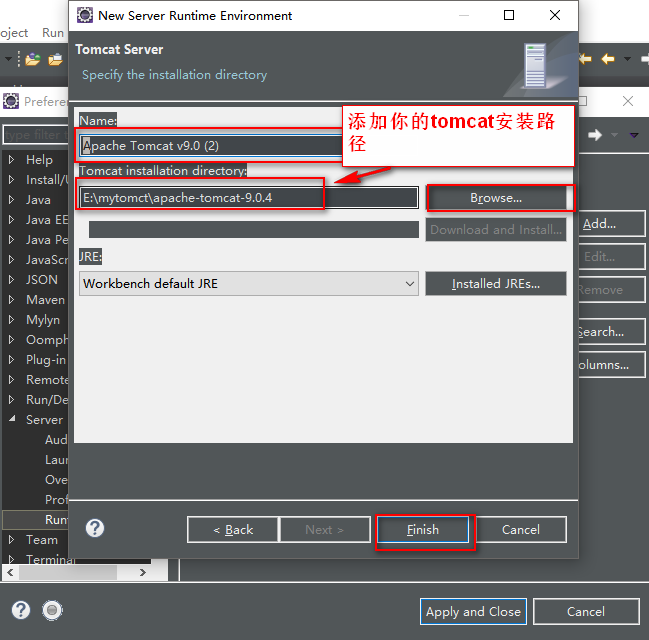 New Server Runtime Environment
oject Run
Tomcat Server
Specify the installation directory
Prefere
type filter
Name:
添加你的tomcat安装路
径
Apache Tomcat v9.0 (2)
Tomcat installation directory:
E:\mytomct\apache-tomcat-9.0.4
Browse...
Download and Install...
JRE:
Workbench default JRE
Installed JREs...
Help
Install/U
Java
Java EE
Java Pe
JavaScr
JSON
Maven
Mylyn
Oomph
Plug-in
Remote
Run/De
Server
Aud
Laun
Ove
Prof
Run
Team
Terminal
Add...
Edit...
Remove
Search...
olumns...
< Back
Next >
Finish
Cancel
Apply and Close
Cancel